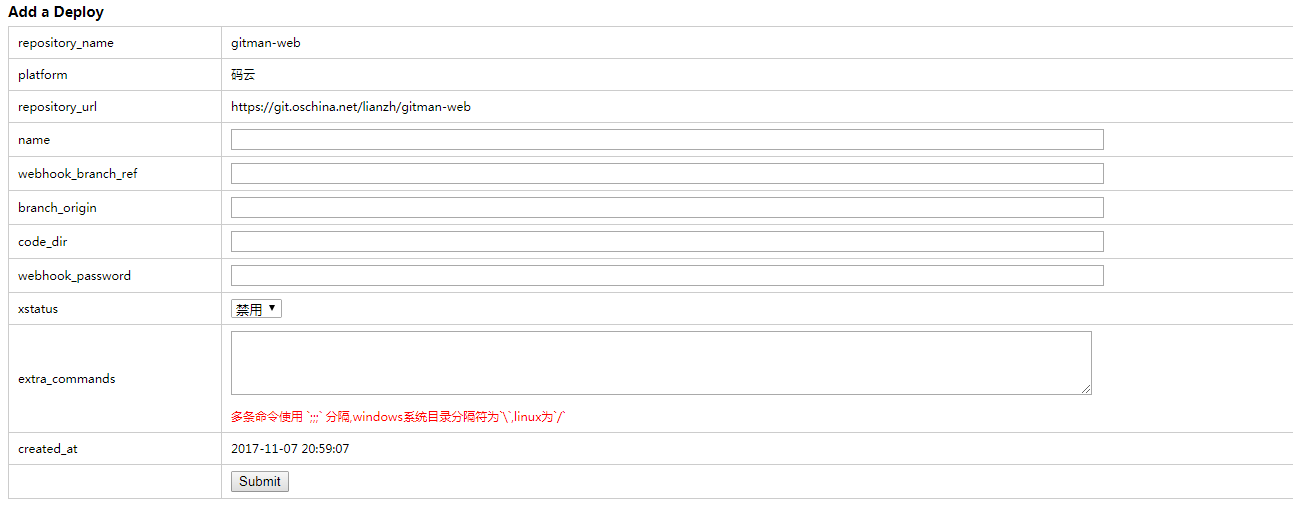 Add a Deploy
repository_name gitman-web
platform 码云
repository_url https://git.oschina.net/lianzh/gitman-web
name
webhook_branch_ref
branch_origin
code_dir
webhook_password
xstatus 禁用
extra_commands
多条命令使用 `;;;` 分隔,windows系统目录分隔符为`\`,linux为`/`
created_at 2017-11-07 20:59:07
Submit